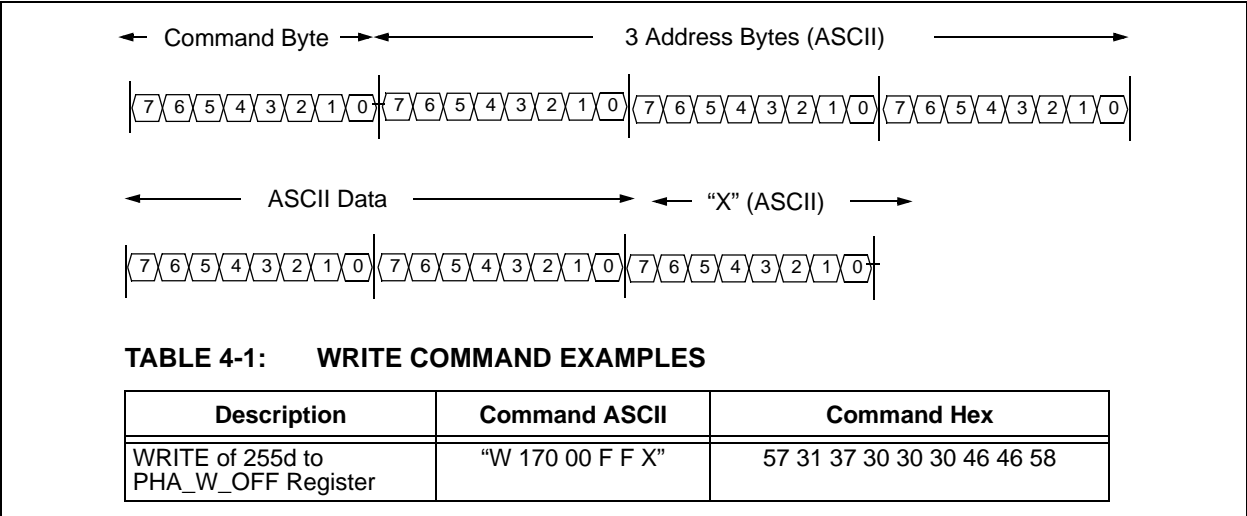 Command Byte 3 Address Bytes (ASCII)
7 6 5 4 3 2 1 0 7 6 5 4 3 2 1 0 7 6 5 4 3 2 1 0 7 6 5 4 3 2 1 0
ASCII Data “X” (ASCII)
7 6 5 4 3 2 1 0 7 6 5 4 3 2 1 0 7 6 5 4 3 2 1 0
TABLE 4-1: WRITE COMMAND EXAMPLES
Description Command ASCII Command Hex
WRITE of 255d to “W 170 00 F F X” 57 31 37 30 30 30 46 46 58
PHA_W_OFF Register